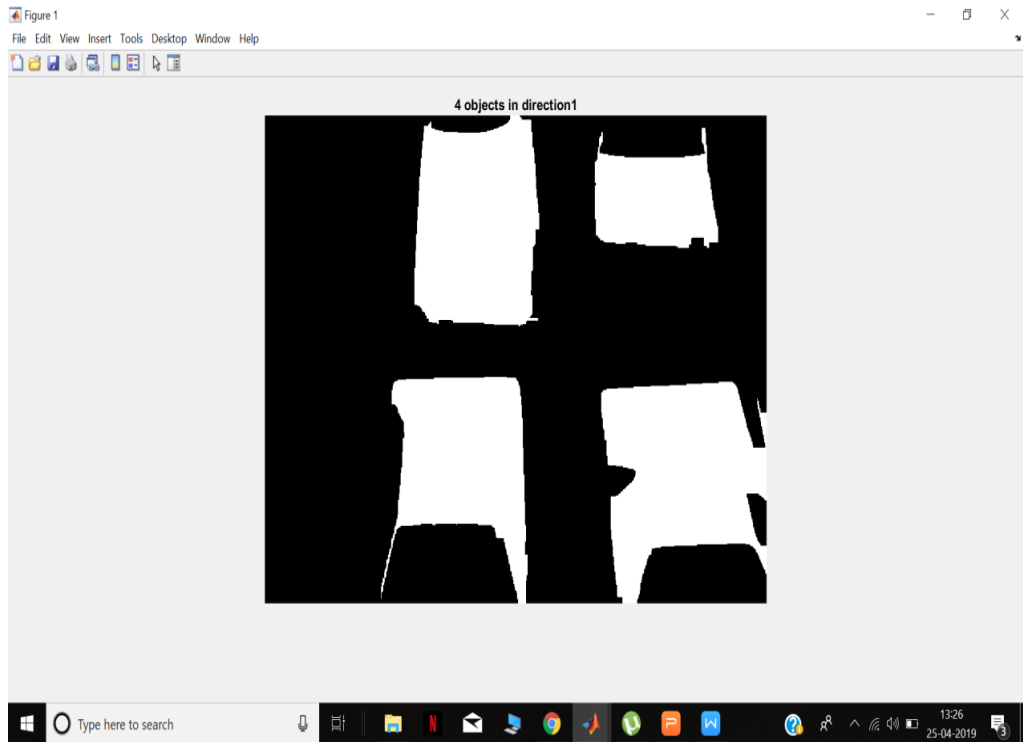 Figure 1
File Edit View Insert Tools Desktop Window Help
4 objects in direction1
Type here to search
13:26
25-04-2019
3